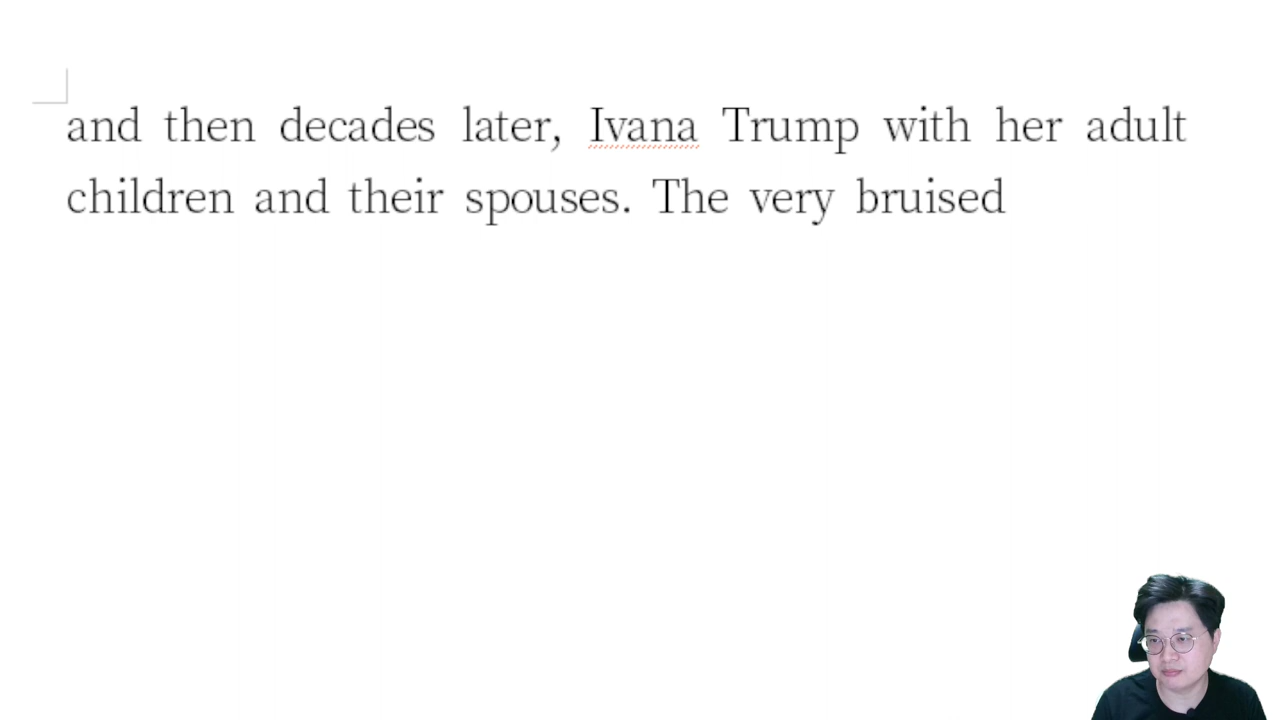 and then decades later, Ivana Trump with her adult
children and their spouses. The very bruised